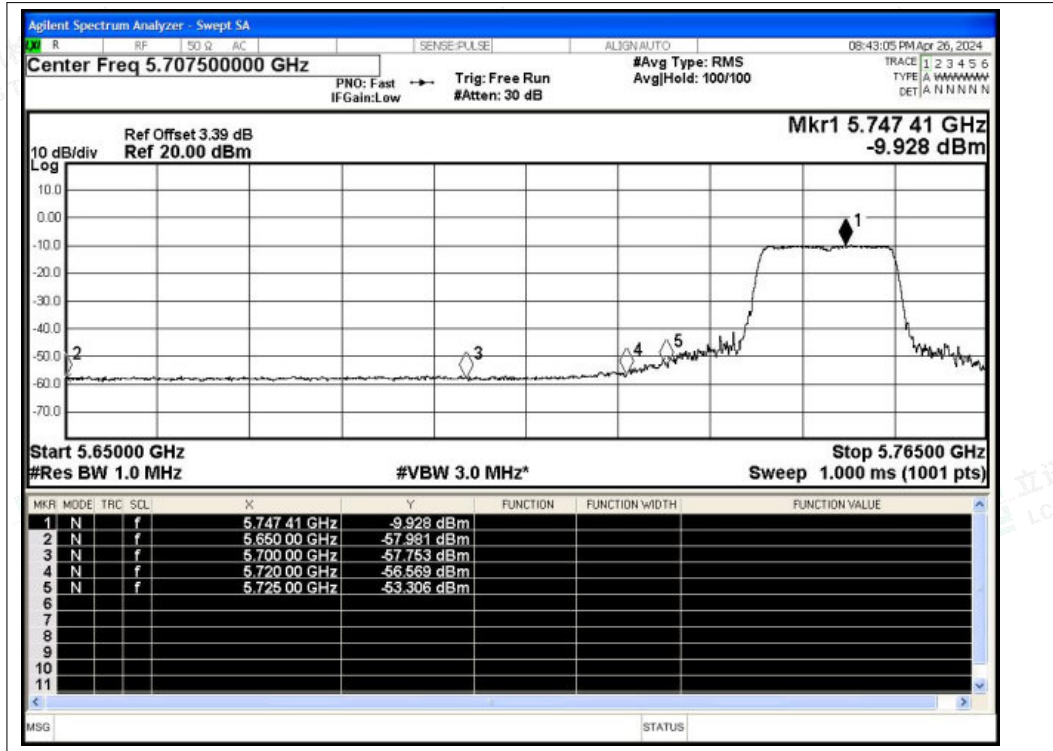 Agilent Spectrum Analyzer - Swept SA
LXI R RF 50 Ω AC SENSE:PULSE ALIGNAUTO 08:43:05 PM Apr 26, 2024
Center Freq 5.707500000 GHz
PNO: Fast
IFGain:Low
Trig: Free Run
#Atten: 30 dB
#Avg Type: RMS
Avg|Hold: 100/100
TRACE 1 2 3 4 5 6
TYPE A WWWWW
DET A N N N N N
Mkr1 5.747 41 GHz
-9.928 dBm
Ref Offset 3.39 dB
10 dB/div Ref 20.00 dBm
Log
10.0
0.00
-10.0
-20.0
-30.0
-40.0
-50.0
-60.0
-70.0
1
2
3
4
5
Start 5.65000 GHz Stop 5.76500 GHz
#Res BW 1.0 MHz #VBW 3.0 MHz* Sweep 1.000 ms (1001 pts)
MKR MODE TRC SCL X Y FUNCTION FUNCTION WIDTH FUNCTION VALUE
1 N f 5.747 41 GHz -9.928 dBm
2 N f 5.650 00 GHz -57.981 dBm
3 N f 5.700 00 GHz -57.753 dBm
4 N f 5.720 00 GHz -56.569 dBm
5 N f 5.725 00 GHz -53.306 dBm
6
7
8
9
10
11
MSG STATUS